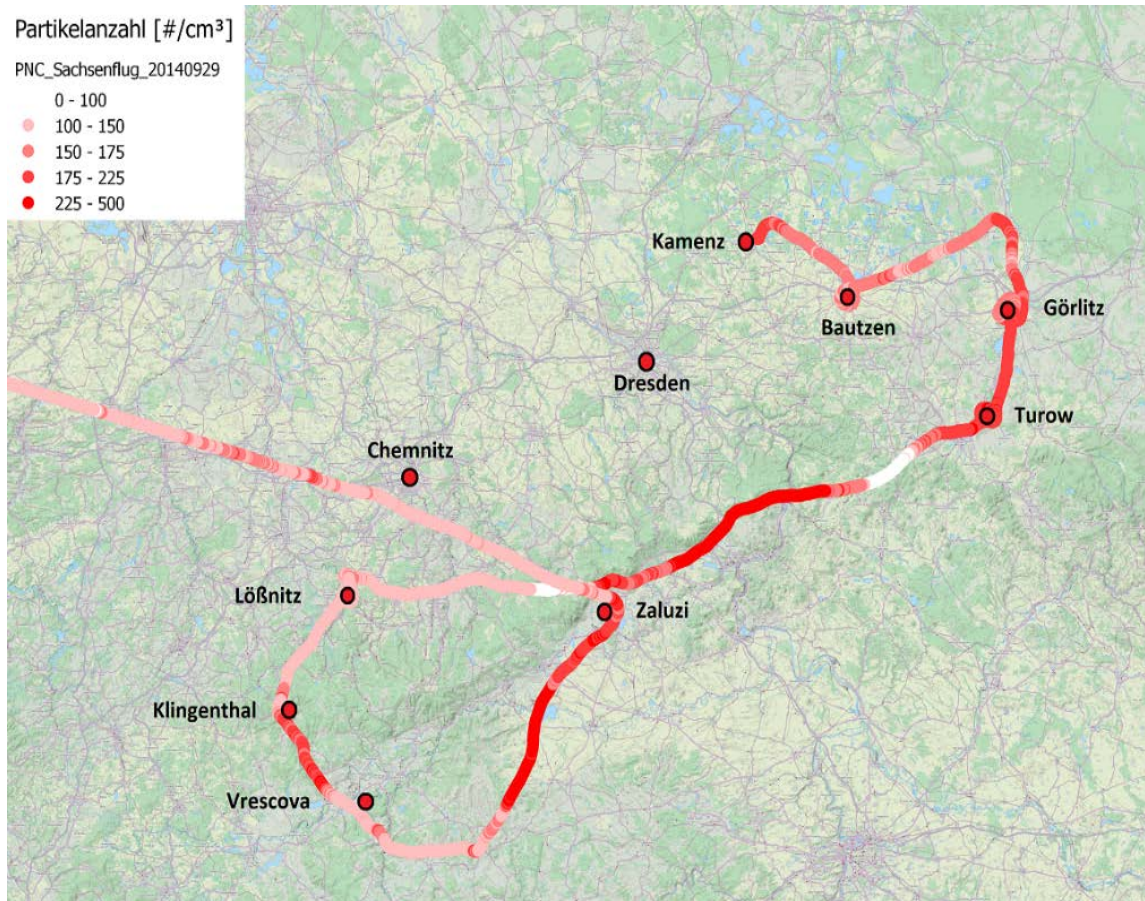 Partikelanzahl [#/cm³]
PNC_Sachsenflug_20140929
0 - 100
100 - 150
150 - 175
175 - 225
225 - 500
Kamenz
Bautzen
Görlitz
Dresden
Turow
Chemnitz
Lößnitz
Zaluzi
Klingenthal
Vrescova